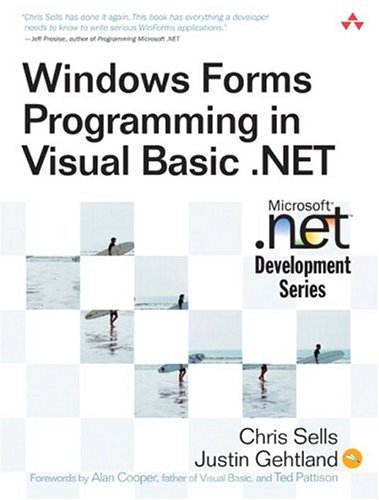 "Chris Sells has done it again. This book has everything a developer
needs to know to write serious WinForms applications."
— Jeff Prosise, author of Programming Microsoft .NET
Windows Forms
Programming in
Visual Basic .NET
Microsoft®
.net™
Development
Series
Chris Sells
Justin Gehtland
Forewords by Alan Cooper, father of Visual Basic, and Ted Pattison